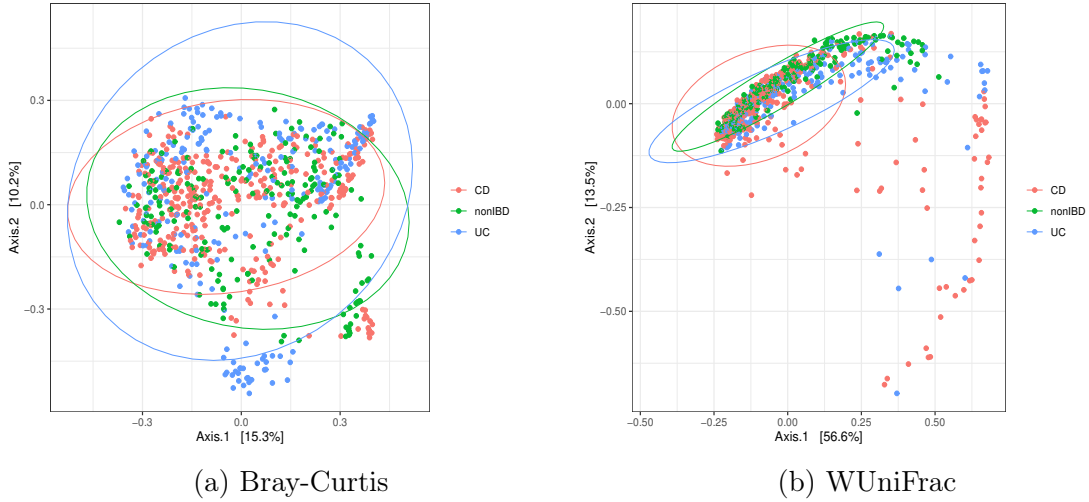 0.3
0.0
−0.3
Axis.2 [10.2%]
−0.3
0.0
0.3
Axis.1 [15.3%]
CD
nonIBD
UC
(a) Bray-Curtis
0.00
−0.25
−0.50
Axis.2 [13.5%]
−0.50
−0.25
0.00
0.25
0.50
Axis.1 [56.6%]
CD
nonIBD
UC
(b) WUniFrac